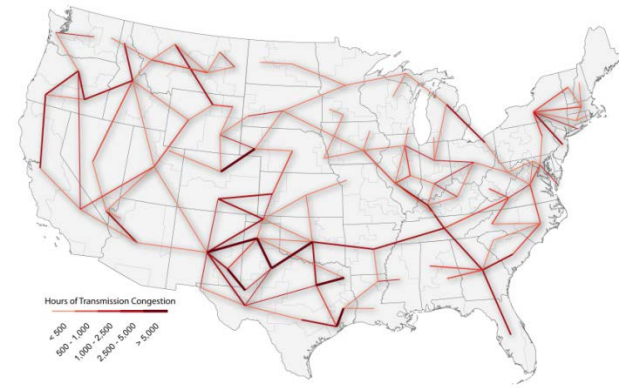 Hours of Transmission Congestion
< 500
500 - 1,000
1,000 - 2,500
2,500 - 5,000
> 5,000